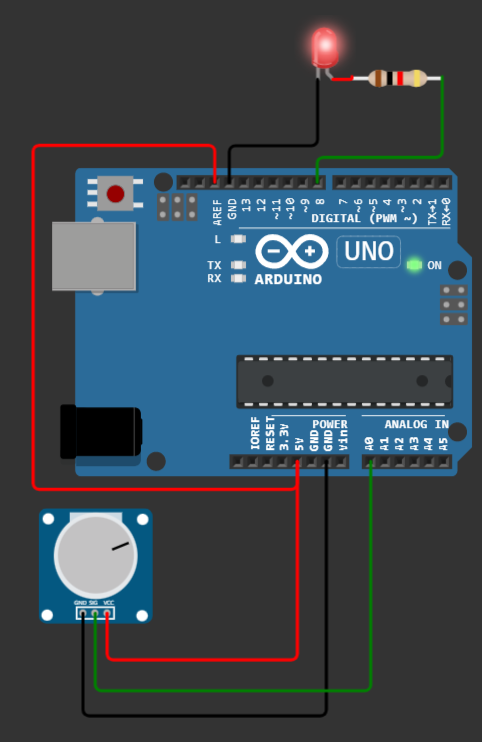 AREF
GND
13
12
~11
~10
~9
8
7
~6
~5
4
~3
2
TX→1
RX←0
DIGITAL (PWM ~)
L
UNO
TX
RX
ON
ARDUINO
POWER
ANALOG IN
IOREF
RESET
3.3V
5V
GND
GND
Vin
A0
A1
A2
A3
A4
A5
GND SIG VCC